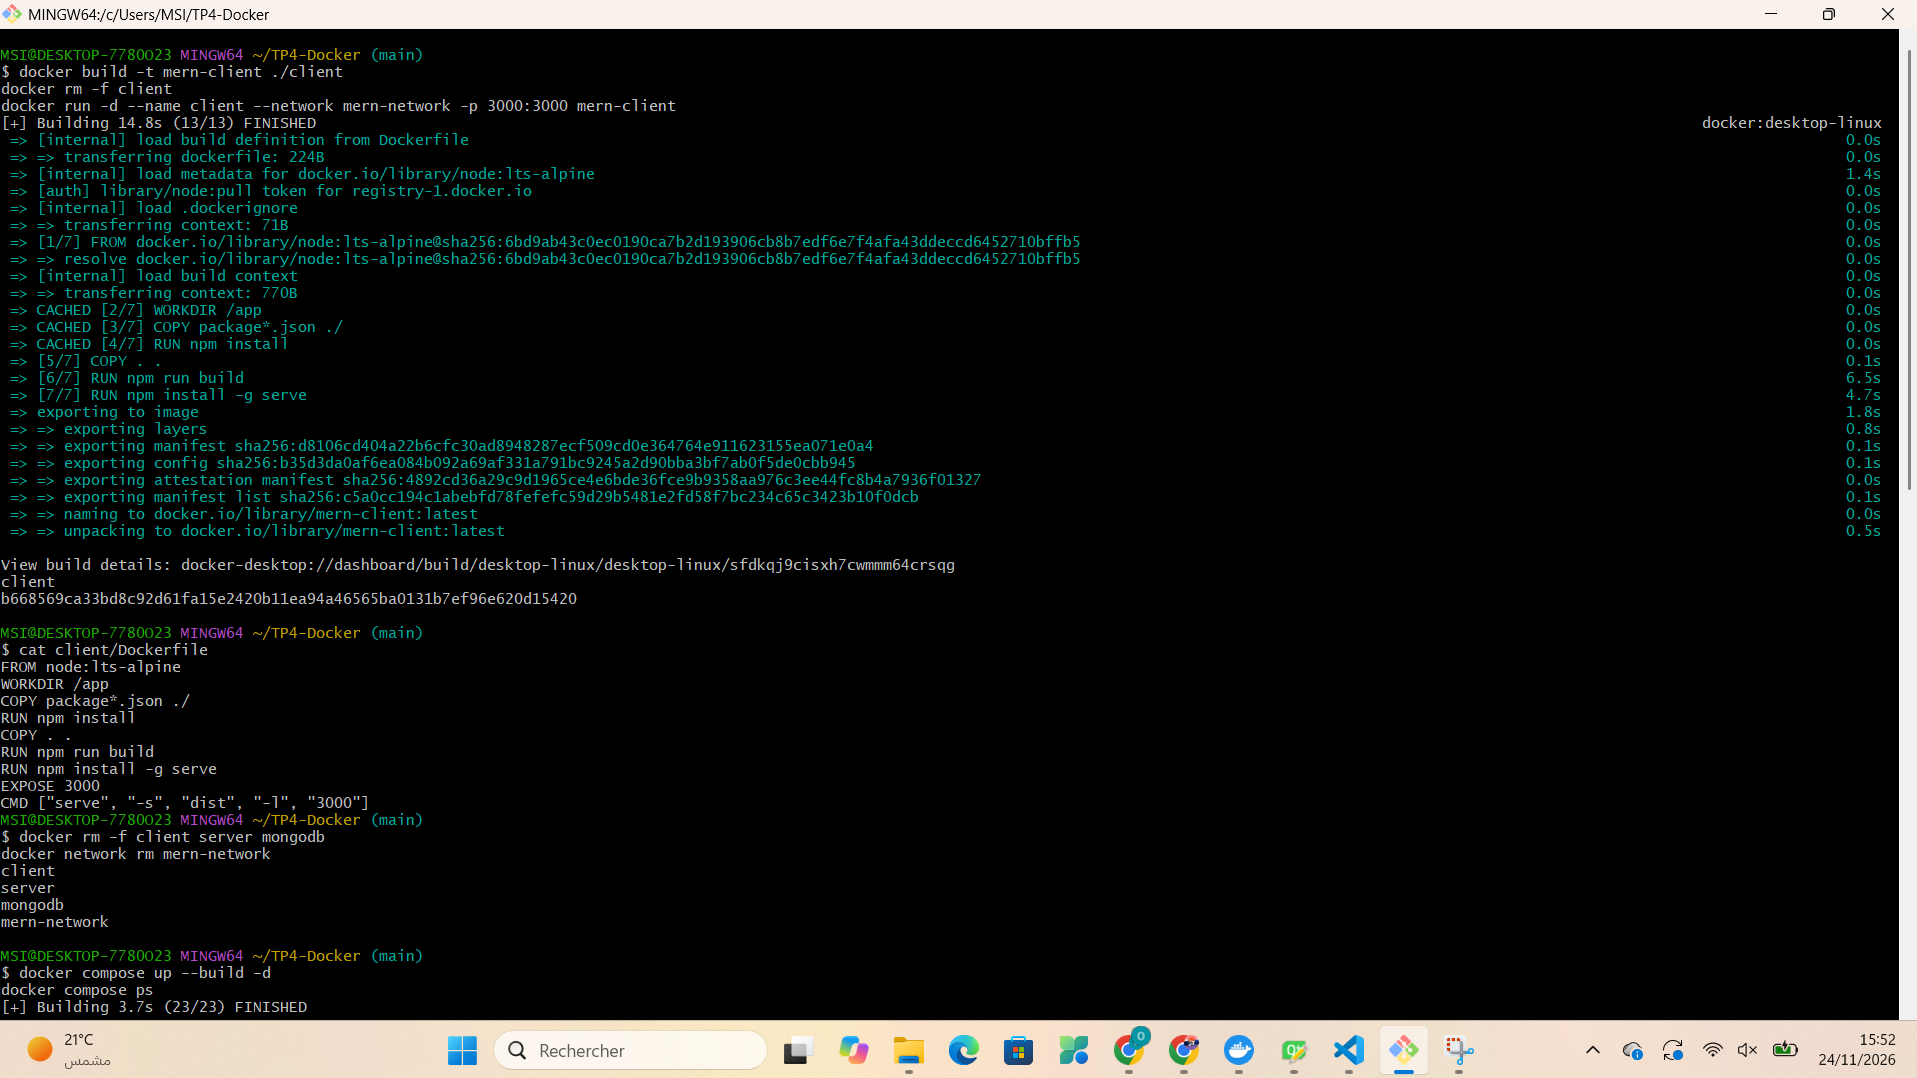 MINGW64:/c/Users/MSI/TP4-Docker
MSI@DESKTOP-7780O23 MINGW64 ~/TP4-Docker (main)
$ docker build -t mern-client ./client
docker rm -f client
docker run -d --name client --network mern-network -p 3000:3000 mern-client
[+] Building 14.8s (13/13) FINISHED docker:desktop-linux
=> [internal] load build definition from Dockerfile 0.0s
=> => transferring dockerfile: 224B 0.0s
=> [internal] load metadata for docker.io/library/node:lts-alpine 1.4s
=> [auth] library/node:pull token for registry-1.docker.io 0.0s
=> [internal] load .dockerignore 0.0s
=> => transferring context: 71B 0.0s
=> [1/7] FROM docker.io/library/node:lts-alpine@sha256:6bd9ab43c0ec0190ca7b2d193906cb8b7edf6e7f4afa43ddeccd6452710bffb5 0.0s
=> => resolve docker.io/library/node:lts-alpine@sha256:6bd9ab43c0ec0190ca7b2d193906cb8b7edf6e7f4afa43ddeccd6452710bffb5 0.0s
=> [internal] load build context 0.0s
=> => transferring context: 770B 0.0s
=> CACHED [2/7] WORKDIR /app 0.0s
=> CACHED [3/7] COPY package*.json ./ 0.0s
=> CACHED [4/7] RUN npm install 0.0s
=> [5/7] COPY . . 0.1s
=> [6/7] RUN npm run build 6.5s
=> [7/7] RUN npm install -g serve 4.7s
=> exporting to image 1.8s
=> => exporting layers 0.8s
=> => exporting manifest sha256:d8106cd404a22b6cfc30ad8948287ecf509cd0e364764e911623155ea071e0a4 0.1s
=> => exporting config sha256:b35d3da0af6ea084b092a69af331a791bc9245a2d90bba3bf7ab0f5de0cbb945 0.1s
=> => exporting attestation manifest sha256:4892cd36a29c9d1965ce4e6bde36fce9b9358aa976c3ee44fc8b4a7936f01327 0.0s
=> => exporting manifest list sha256:c5a0cc194c1abebfd78fefefc59d29b5481e2fd58f7bc234c65c3423b10f0dcb 0.1s
=> => naming to docker.io/library/mern-client:latest 0.0s
=> => unpacking to docker.io/library/mern-client:latest 0.5s
View build details: docker-desktop://dashboard/build/desktop-linux/desktop-linux/sfdkqj9cisxh7cwmmm64crsqg
client
b668569ca33bd8c92d61fa15e2420b11ea94a46565ba0131b7ef96e620d15420
MSI@DESKTOP-7780O23 MINGW64 ~/TP4-Docker (main)
$ cat client/Dockerfile
FROM node:lts-alpine
WORKDIR /app
COPY package*.json ./
RUN npm install
COPY . .
RUN npm run build
RUN npm install -g serve
EXPOSE 3000
CMD ["serve", "-s", "dist", "-l", "3000"]
MSI@DESKTOP-7780O23 MINGW64 ~/TP4-Docker (main)
$ docker rm -f client server mongodb
docker network rm mern-network
client
server
mongodb
mern-network
MSI@DESKTOP-7780O23 MINGW64 ~/TP4-Docker (main)
$ docker compose up --build -d
docker compose ps
[+] Building 3.7s (23/23) FINISHED
21°C
مشمس
Rechercher
15:52
24/11/2026